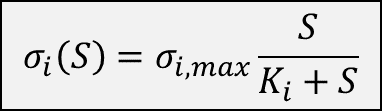 σᵢ(S) = σᵢ,ₘₐₓ S / (Kᵢ + S)